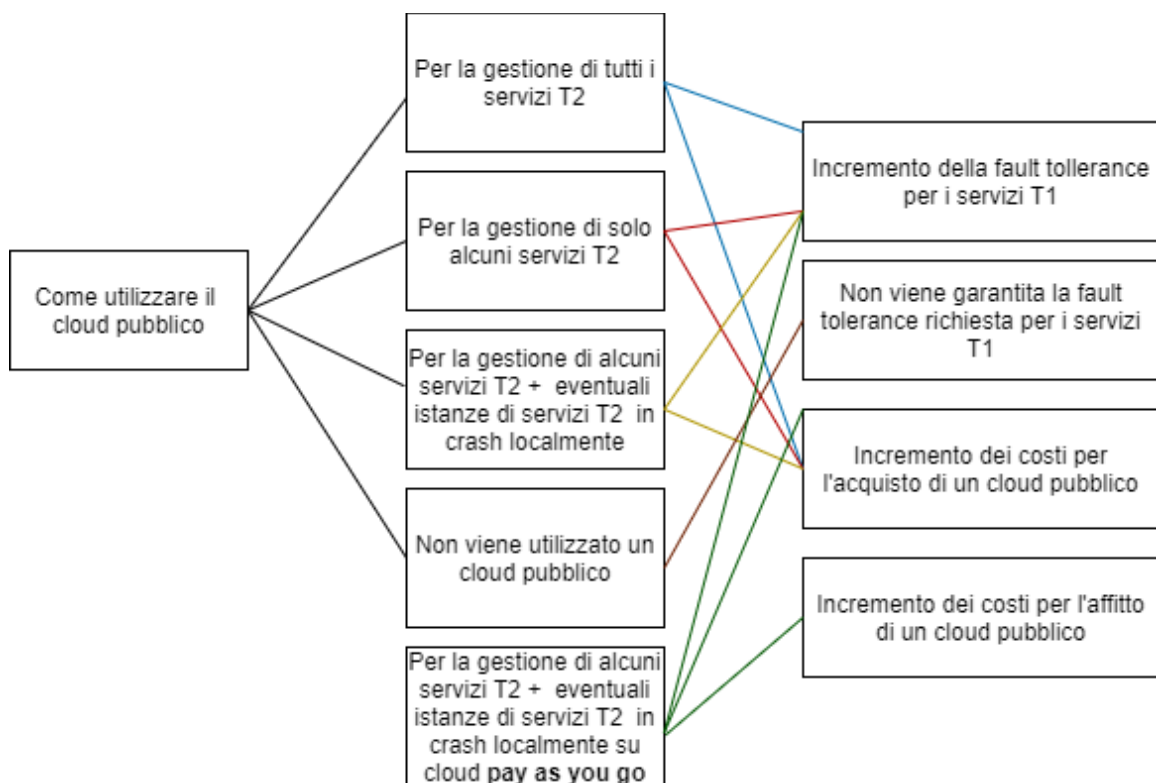 Come utilizzare il
cloud pubblico
Per la gestione di tutti i
servizi T2
Per la gestione di solo
alcuni servizi T2
Per la gestione di alcuni
servizi T2 + eventuali
istanze di servizi T2 in
crash localmente
Non viene utilizzato un
cloud pubblico
Per la gestione di alcuni
servizi T2 + eventuali
istanze di servizi T2 in
crash localmente su
cloud pay as you go
Incremento della fault tollerance
per i servizi T1
Non viene garantita la fault
tolerance richiesta per i servizi
T1
Incremento dei costi per
l'acquisto di un cloud pubblico
Incremento dei costi per l'affitto
di un cloud pubblico